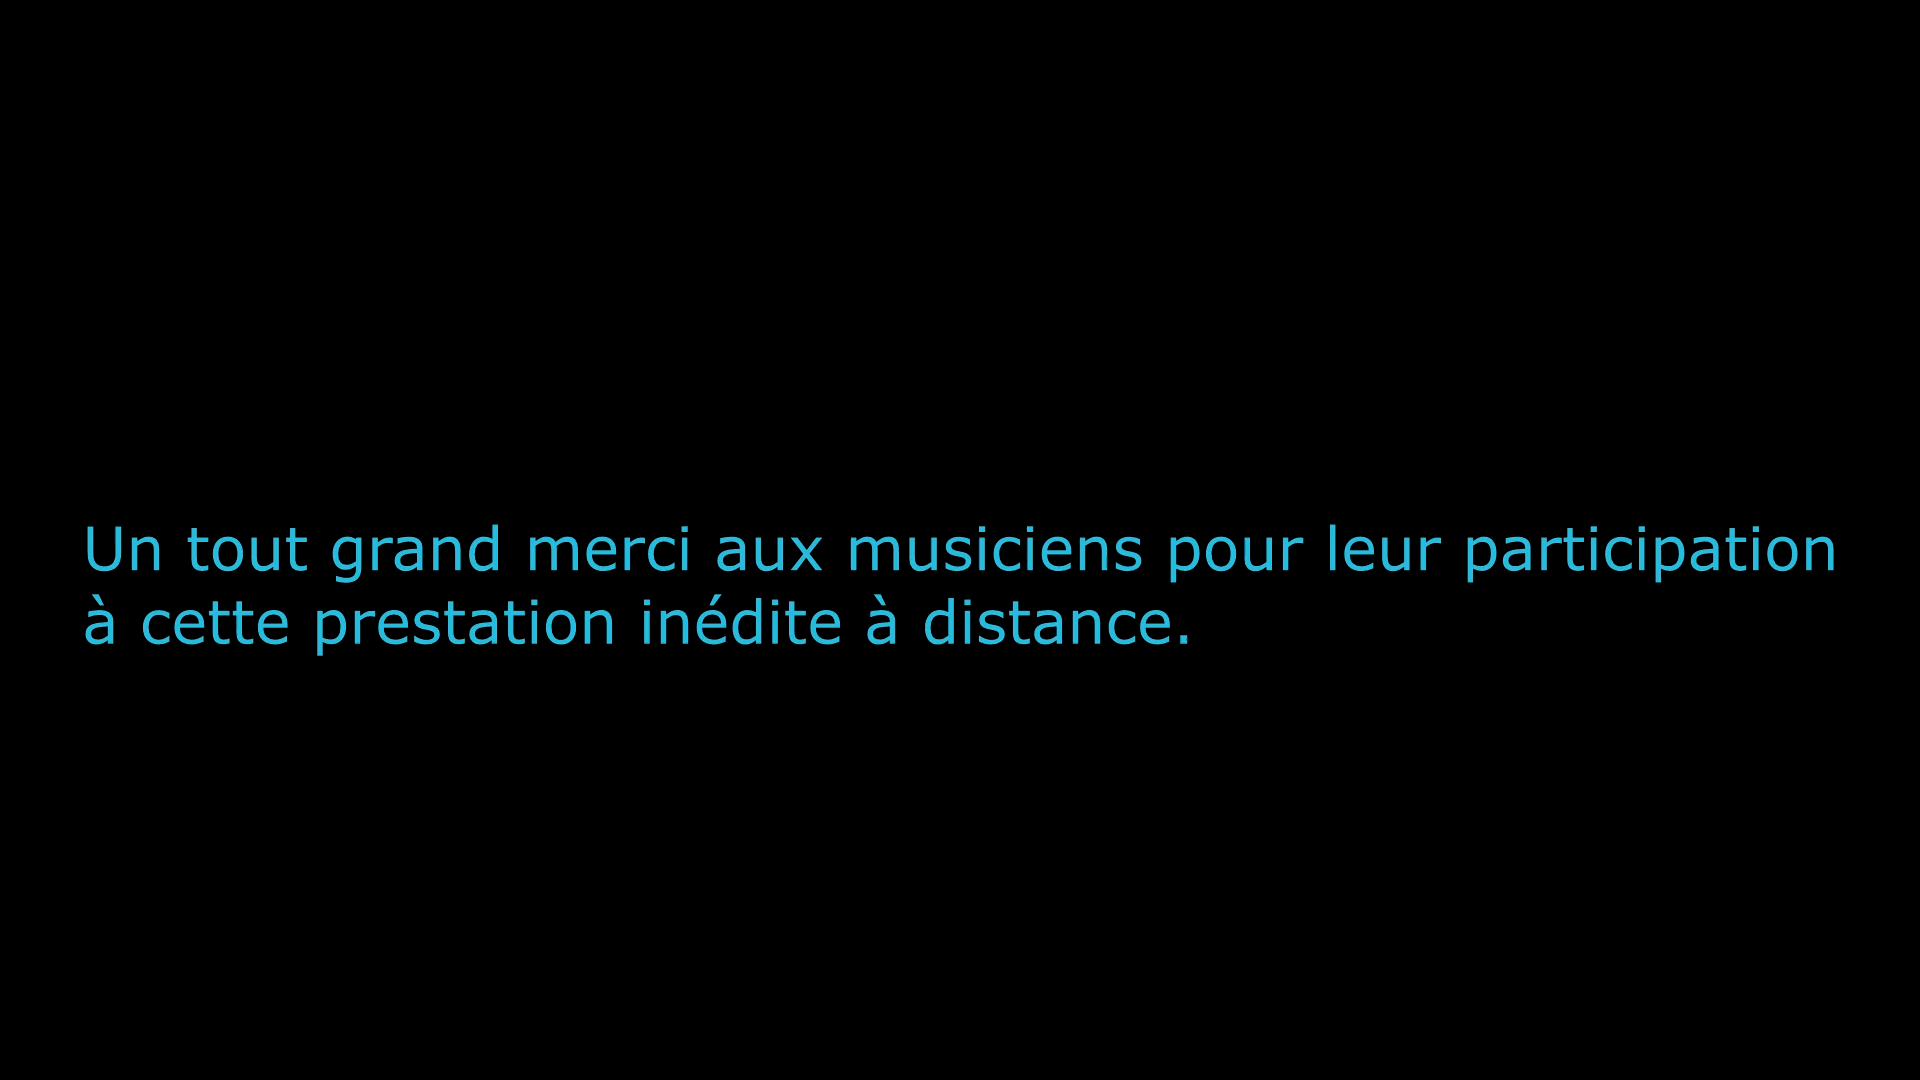 Un tout grand merci aux musiciens pour leur participation
à cette prestation inédite à distance.